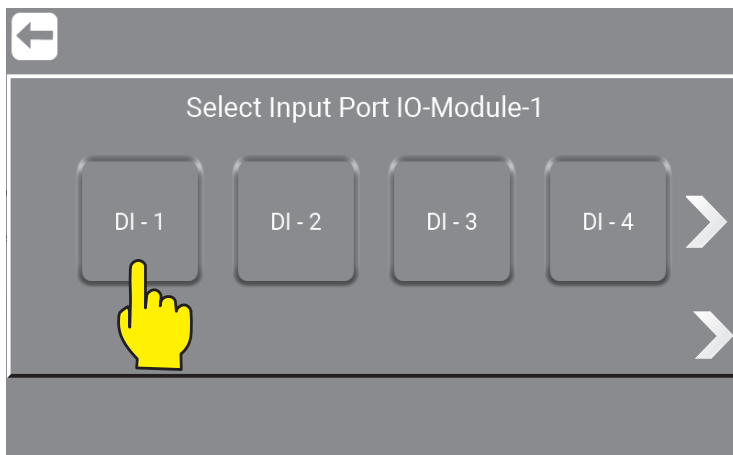 Select Input Port IO-Module-1
DI - 1 DI - 2 DI - 3 DI - 4